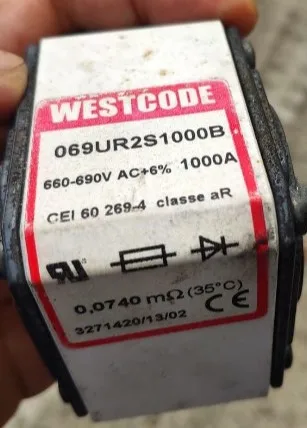 WESTCODE
069UR2S1000B
660-690V AC+6% 1000A
CEI 60 269-4 classe aR
0,0740 mΩ (35°C)
3271420/13/02 CE